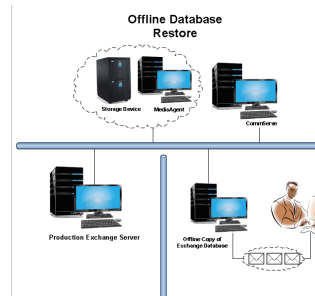 Offline Database
Restore
Storage Device
MediaAgent
CommServe
Production Exchange Server
Offline Copy of
Exchange Database